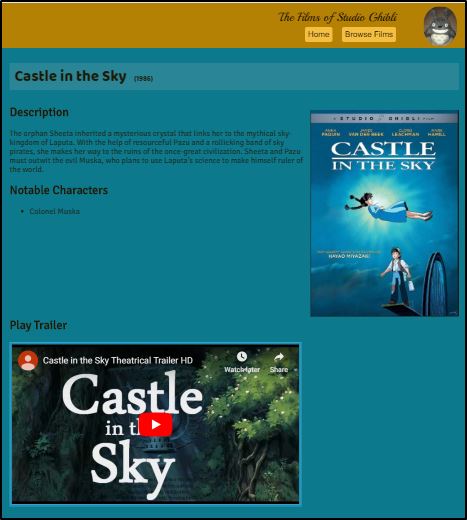 The Films of Studio Ghibli
Home
Browse Films
Castle in the Sky (1986)
Description
The orphan Sheeta inherited a mysterious crystal that links her to the mythical sky-
kingdom of Laputa. With the help of resourceful Pazu and a rollicking band of sky
pirates, she makes her way to the ruins of the once-great civilization. Sheeta and Pazu
must outwit the evil Muska, who plans to use Laputa's science to make himself ruler of
the world.
Notable Characters
Colonel Muska
A STUDIO GHIBLI FILM
ANNA PAQUIN
JAMES VAN DER BEEK
CLORIS LEACHMAN
MARK HAMILL
CASTLE
IN THE SKY
HAYAO MIYAZAKI
Play Trailer
Castle in the Sky Theatrical Trailer HD
Watch later
Share
Castle
in the
Sky